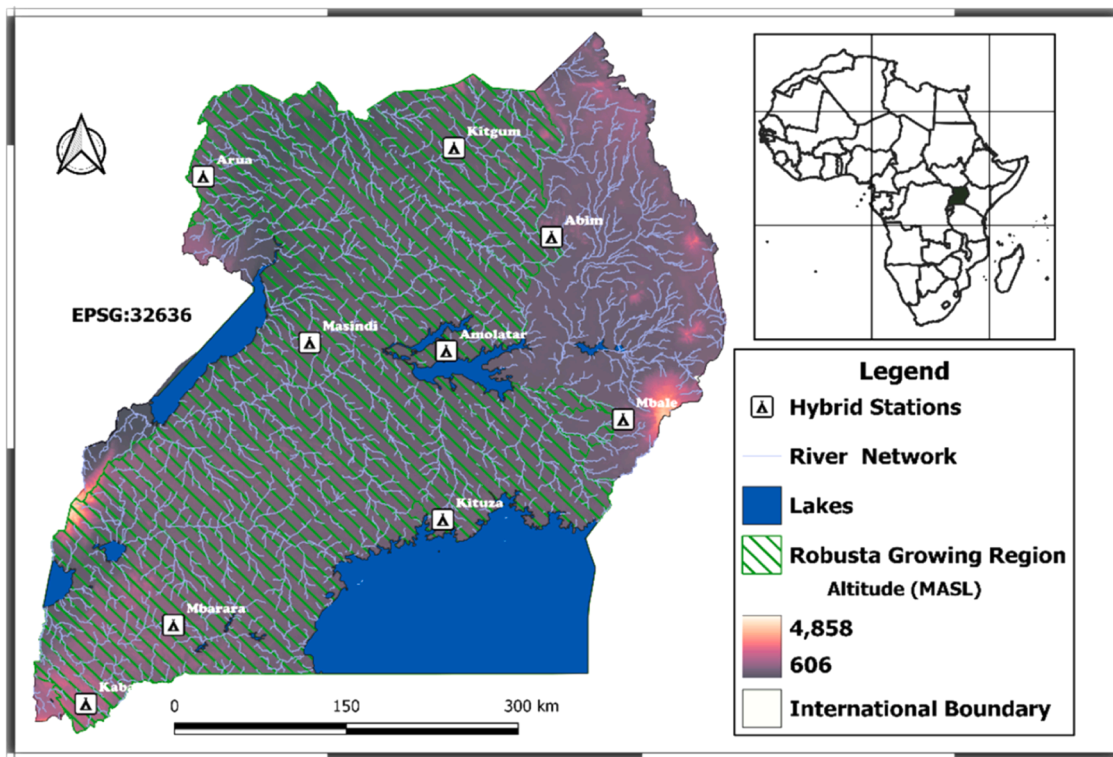 Kitgum
Arua
Abim
EPSG:32636
Masindi
Amolatar
Mbale
Kituza
Mbarara
Kaba
0 150 300 km
Legend
Hybrid Stations
River Network
Lakes
Robusta Growing Region
Altitude (MASL)
4,858
606
International Boundary